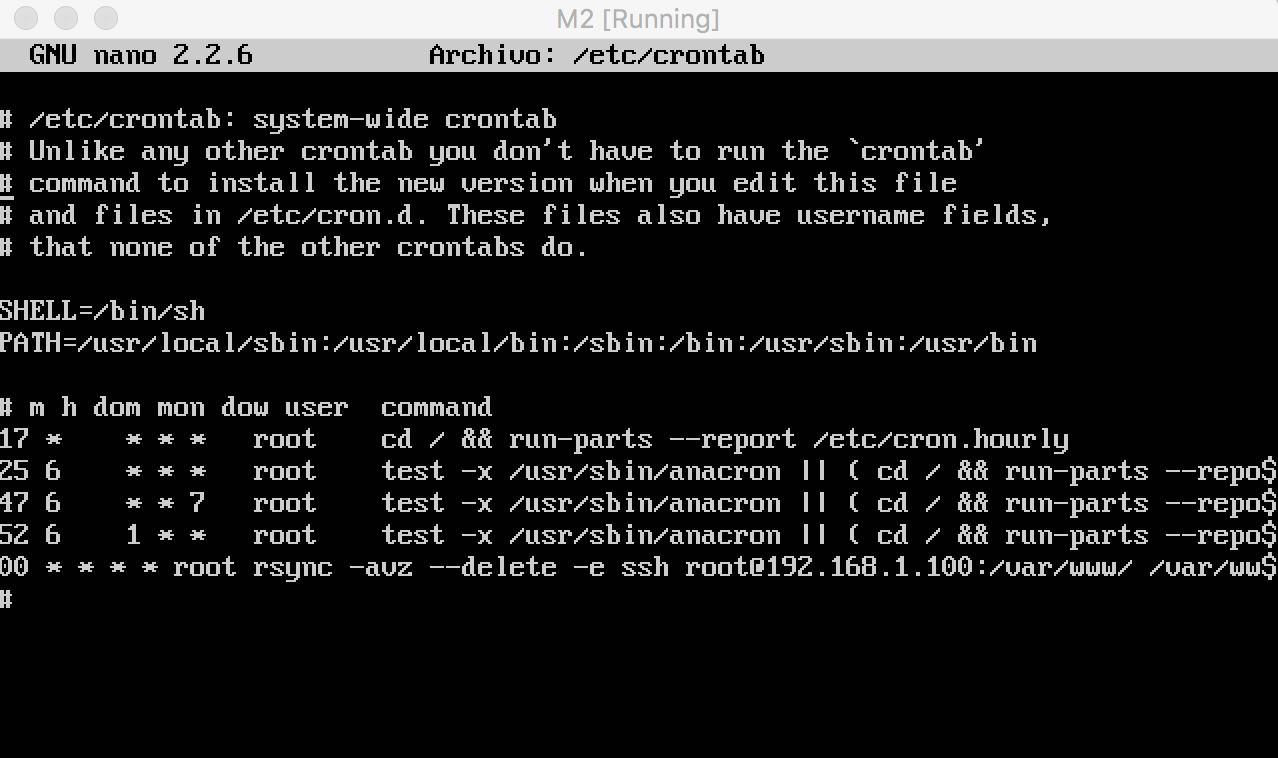 M2 [Running]
GNU nano 2.2.6 Archivo: /etc/crontab
# /etc/crontab: system-wide crontab
# Unlike any other crontab you don't have to run the `crontab'
# command to install the new version when you edit this file
# and files in /etc/cron.d. These files also have username fields,
# that none of the other crontabs do.
SHELL=/bin/sh
PATH=/usr/local/sbin:/usr/local/bin:/sbin:/bin:/usr/sbin:/usr/bin
# m h dom mon dow user  command
17 *    * * *   root    cd / && run-parts --report /etc/cron.hourly
25 6    * * *   root    test -x /usr/sbin/anacron || ( cd / && run-parts --repo$
47 6    * * 7   root    test -x /usr/sbin/anacron || ( cd / && run-parts --repo$
52 6    1 * *   root    test -x /usr/sbin/anacron || ( cd / && run-parts --repo$
00 * * * * root rsync -avz --delete -e ssh root@192.168.1.100:/var/www/ /var/ww$
#